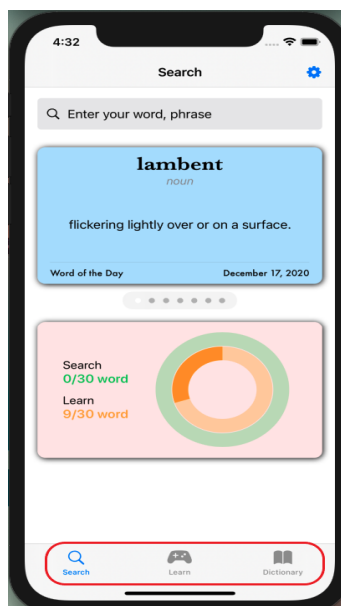 4:32
Search
Enter your word, phrase
lambent
noun
flickering lightly over or on a surface.
Word of the Day December 17, 2020
Search
0/30 word
Learn
9/30 word
Search Learn Dictionary